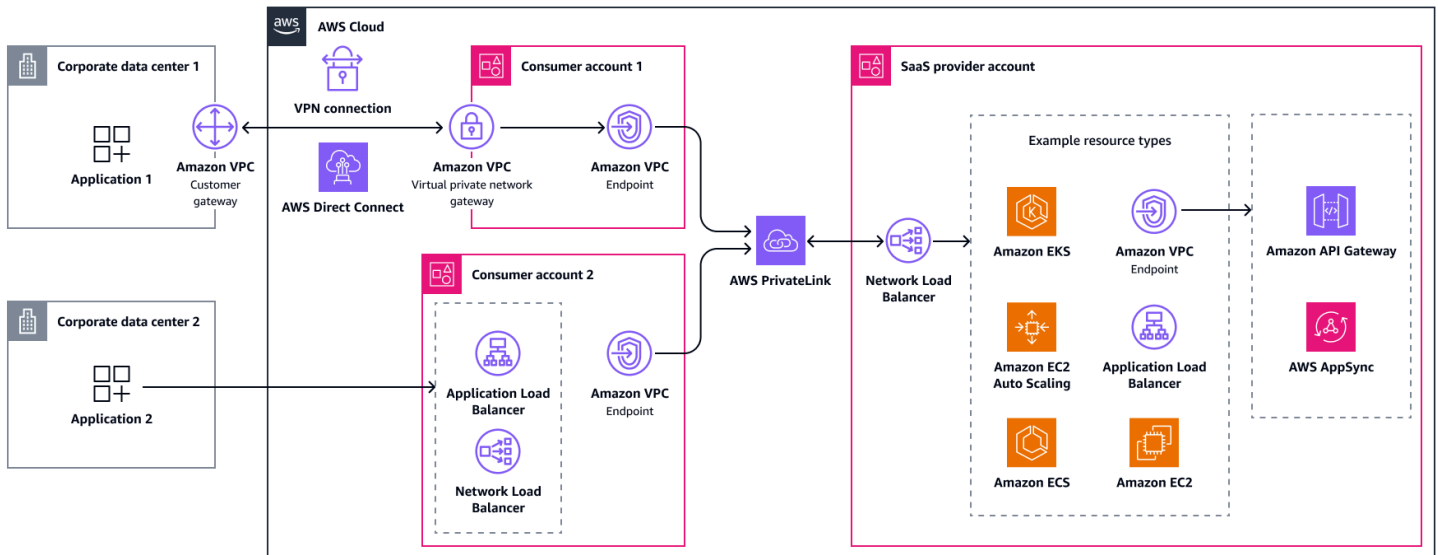 aws
AWS Cloud
Corporate data center 1
Application 1
Amazon VPC
Customer
gateway
VPN connection
AWS Direct Connect
Consumer account 1
Amazon VPC
Virtual private network
gateway
Amazon VPC
Endpoint
Corporate data center 2
Application 2
Consumer account 2
Application Load
Balancer
Network Load
Balancer
Amazon VPC
Endpoint
AWS PrivateLink
SaaS provider account
Network Load
Balancer
Example resource types
Amazon EKS
Amazon VPC
Endpoint
Amazon EC2
Auto Scaling
Application Load
Balancer
Amazon ECS
Amazon EC2
Amazon API Gateway
AWS AppSync